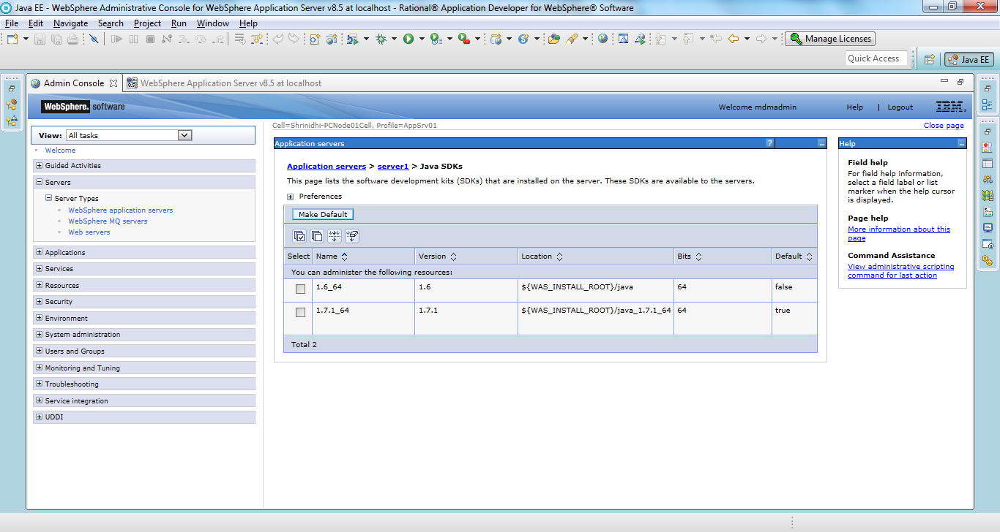 Java EE - WebSphere Administrative Console for WebSphere Application Server v8.5 at localhost - Rational® Application Developer for WebSphere® Software
File Edit Navigate Search Project Run Window Help
Manage Licenses
Quick Access
Java EE
Admin Console
WebSphere Application Server v8.5 at localhost
WebSphere. software
Welcome mdmadmin
Help | Logout
IBM.
View: All tasks
Welcome
Guided Activities
Servers
Server Types
WebSphere application servers
WebSphere MQ servers
Web servers
Applications
Services
Resources
Security
Environment
System administration
Users and Groups
Monitoring and Tuning
Troubleshooting
Service integration
UDDI
Cell=Shrinidhi-PCNode01Cell, Profile=AppSrv01
Close page
Application servers
?
Application servers > server1 > Java SDKs
This page lists the software development kits (SDKs) that are installed on the server. These SDKs are available to the servers.
Preferences
Make Default
Select Name Version Location Bits Default
You can administer the following resources:
1.6_64 1.6 ${WAS_INSTALL_ROOT}/java 64 false
1.7.1_64 1.7.1 ${WAS_INSTALL_ROOT}/java_1.7.1_64 64 true
Total 2
Help
Field help
For field help information,
select a field label or list
marker when the help cursor
is displayed.
Page help
More information about this
page
Command Assistance
View administrative scripting
command for last action